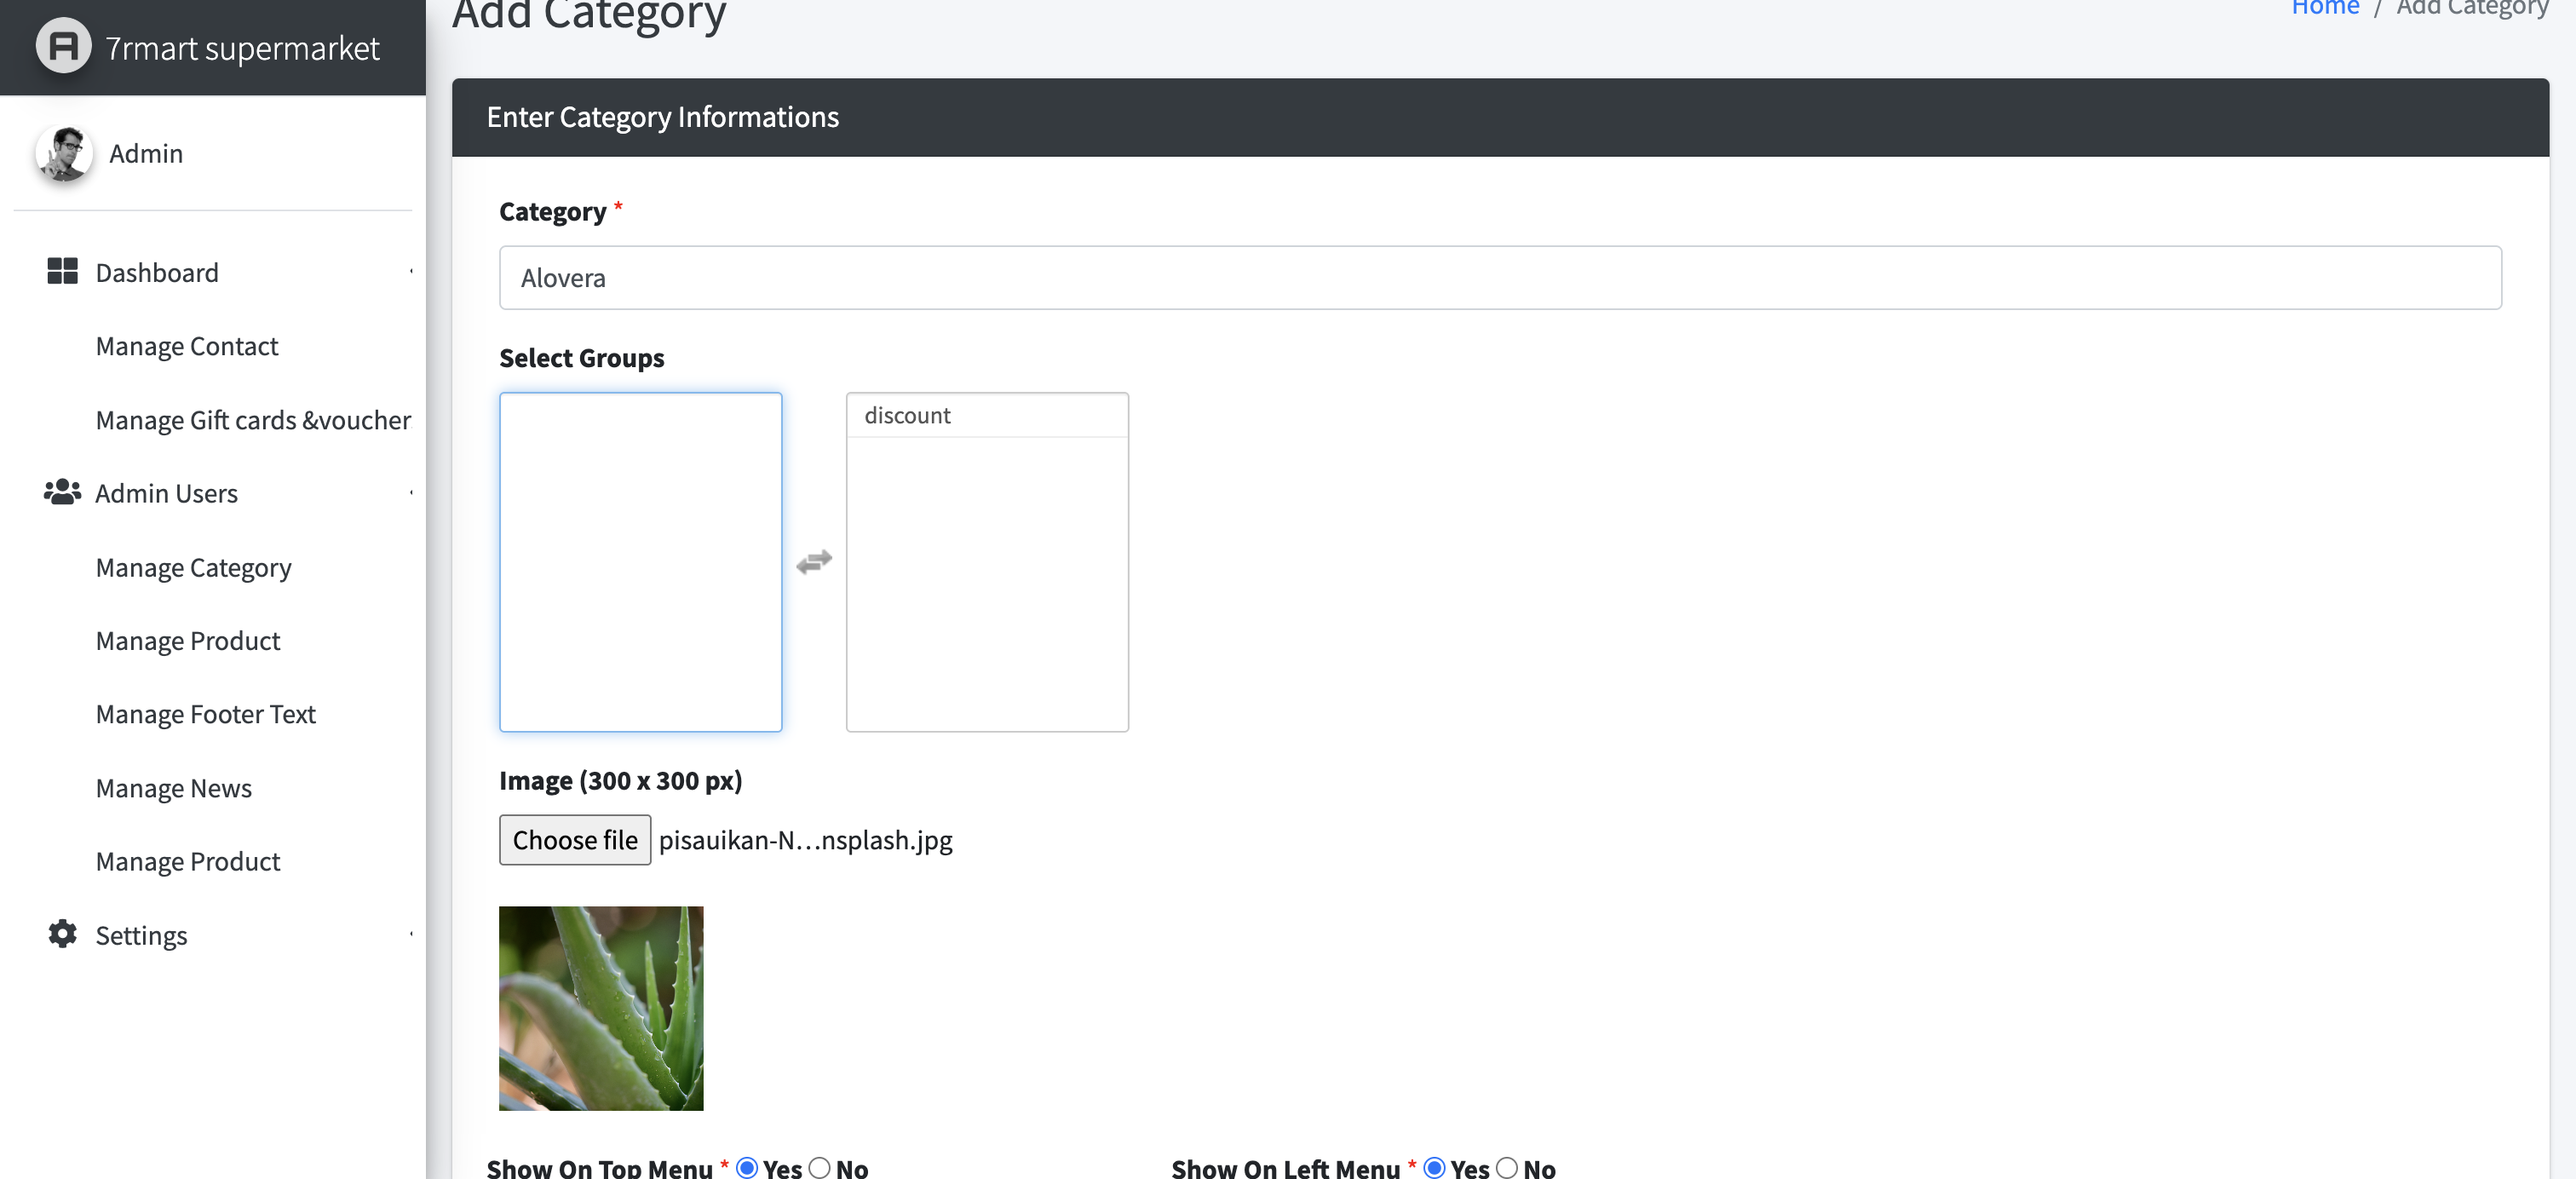 7rmart supermarket
Admin
Dashboard
Manage Contact
Manage Gift cards &voucher
Admin Users
Manage Category
Manage Product
Manage Footer Text
Manage News
Manage Product
Settings
Add Category
Home / Add Category
Enter Category Informations
Category *
Alovera
Select Groups
discount
Image (300 x 300 px)
Choose file pisauikan-N...nsplash.jpg
Show On Top Menu * Yes No
Show On Left Menu * Yes No